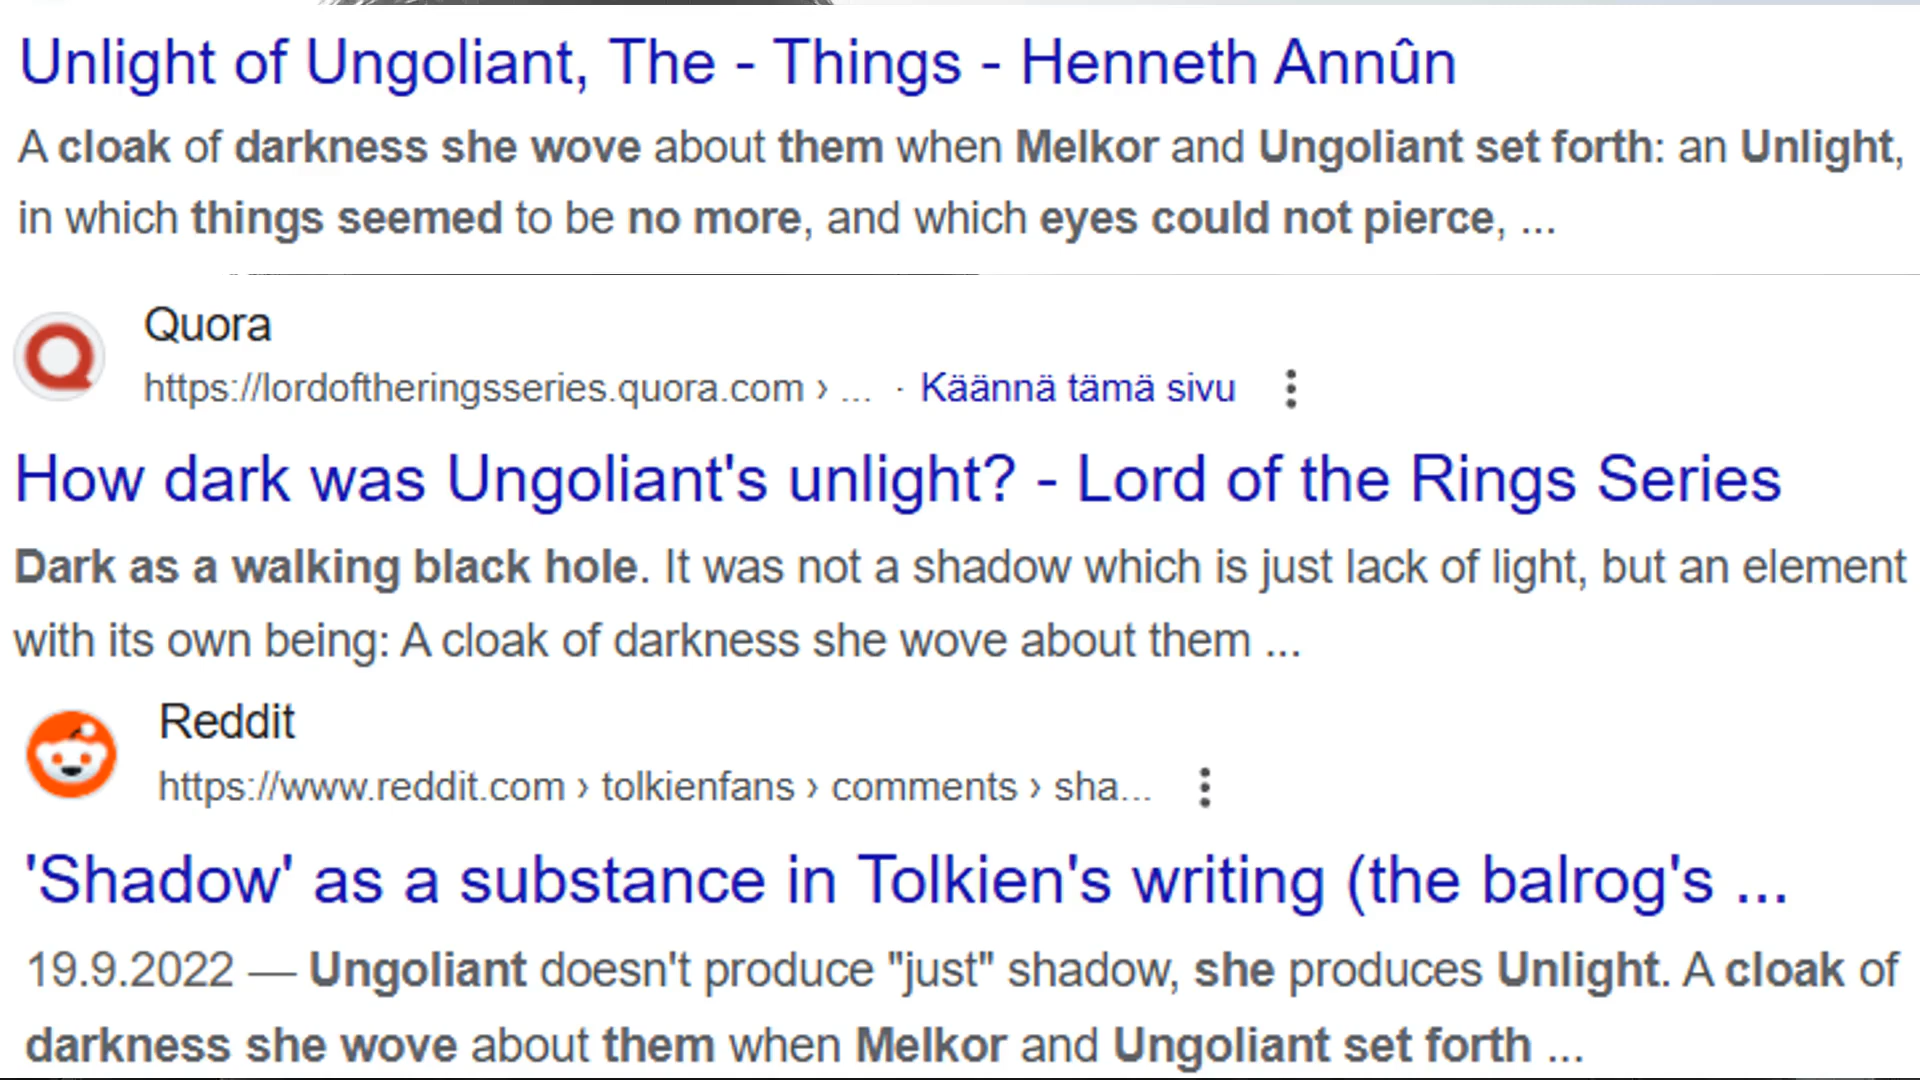 Unlight of Ungoliant, The - Things - Henneth Annûn
A cloak of darkness she wove about them when Melkor and Ungoliant set forth: an Unlight,
in which things seemed to be no more, and which eyes could not pierce, ...
Quora
https://lordoftheringsseries.quora.com › ... · Käännä tämä sivu
How dark was Ungoliant's unlight? - Lord of the Rings Series
Dark as a walking black hole. It was not a shadow which is just lack of light, but an element
with its own being: A cloak of darkness she wove about them ...
Reddit
https://www.reddit.com › tolkienfans › comments › sha...
'Shadow' as a substance in Tolkien's writing (the balrog's ...
19.9.2022 — Ungoliant doesn't produce "just" shadow, she produces Unlight. A cloak of
darkness she wove about them when Melkor and Ungoliant set forth ...